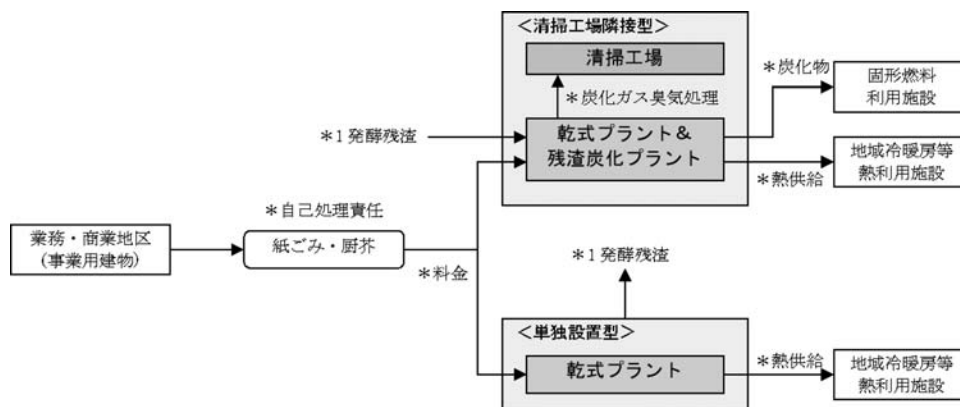 ＜清掃工場隣接型＞
清掃工場
＊炭化物
固形燃料
利用施設
＊炭化ガス臭気処理
＊1発酵残渣
乾式プラント＆
残渣炭化プラント
地域冷暖房等
熱利用施設
＊熱供給
＊自己処理責任
業務・商業地区
(事業用建物)
紙ごみ・厨芥
＊料金
＊1発酵残渣
＜単独設置型＞
乾式プラント
＊熱供給
地域冷暖房等
熱利用施設